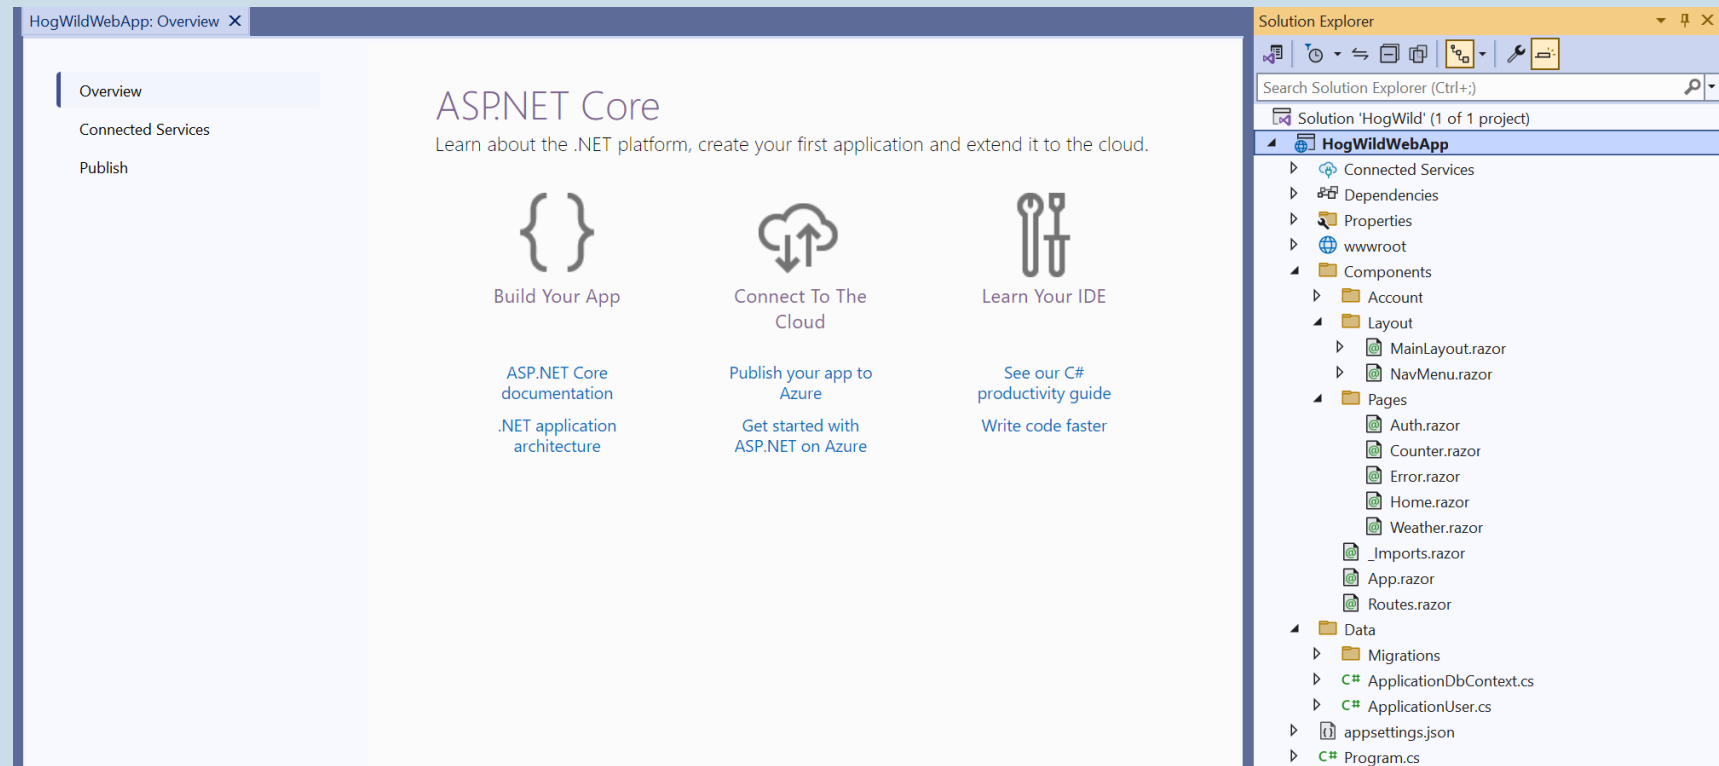 HogWildWebApp: Overview
Overview
Connected Services
Publish
ASP.NET Core
Learn about the .NET platform, create your first application and extend it to the cloud.
Build Your App
ASP.NET Core
documentation
.NET application
architecture
Connect To The
Cloud
Publish your app to
Azure
Get started with
ASP.NET on Azure
Learn Your IDE
See our C#
productivity guide
Write code faster
Solution Explorer
Search Solution Explorer (Ctrl+;)
Solution 'HogWild' (1 of 1 project)
HogWildWebApp
Connected Services
Dependencies
Properties
wwwroot
Components
Account
Layout
MainLayout.razor
NavMenu.razor
Pages
Auth.razor
Counter.razor
Error.razor
Home.razor
Weather.razor
_Imports.razor
App.razor
Routes.razor
Data
Migrations
C# ApplicationDbContext.cs
C# ApplicationUser.cs
appsettings.json
C# Program.cs